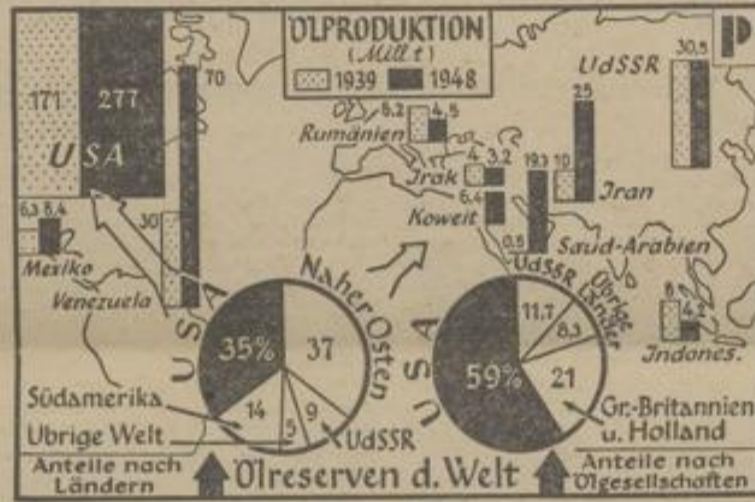 ÖLPRODUKTION
(Mill t)
1939 1948
P
171 277
USA
70
30
Venezuela
6,3 8,4
Mexiko
6,2 4,5
Rumänien
4 3,2
Irak
6,4
Koweit
19,3
0,5
Saud-Arabien
25
10
Iran
UdSSR
30,5
8 4,2
Indones.
USA
Naher Osten
35% 37
14 5 9
Südamerika
Übrige Welt
UdSSR
Anteile nach
Ländern
Ölreserven d. Welt
USA
UdSSR
Übrige
Länder
11,7
8,3
59% 21
Gr.-Britannien
u. Holland
Anteile nach
Ölgesellschaften